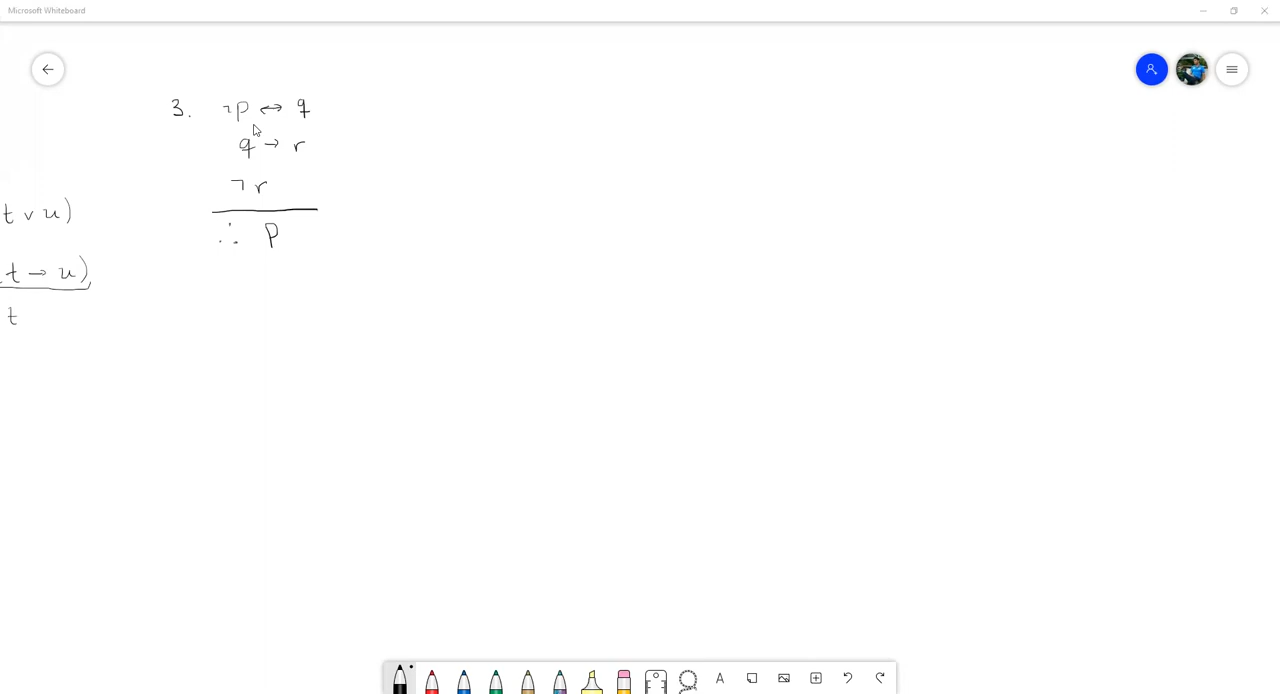 Microsoft Whiteboard
3. ¬p ↔ q
q → r
¬r
∴ p
t ∨ u)
(t → u)
t
A